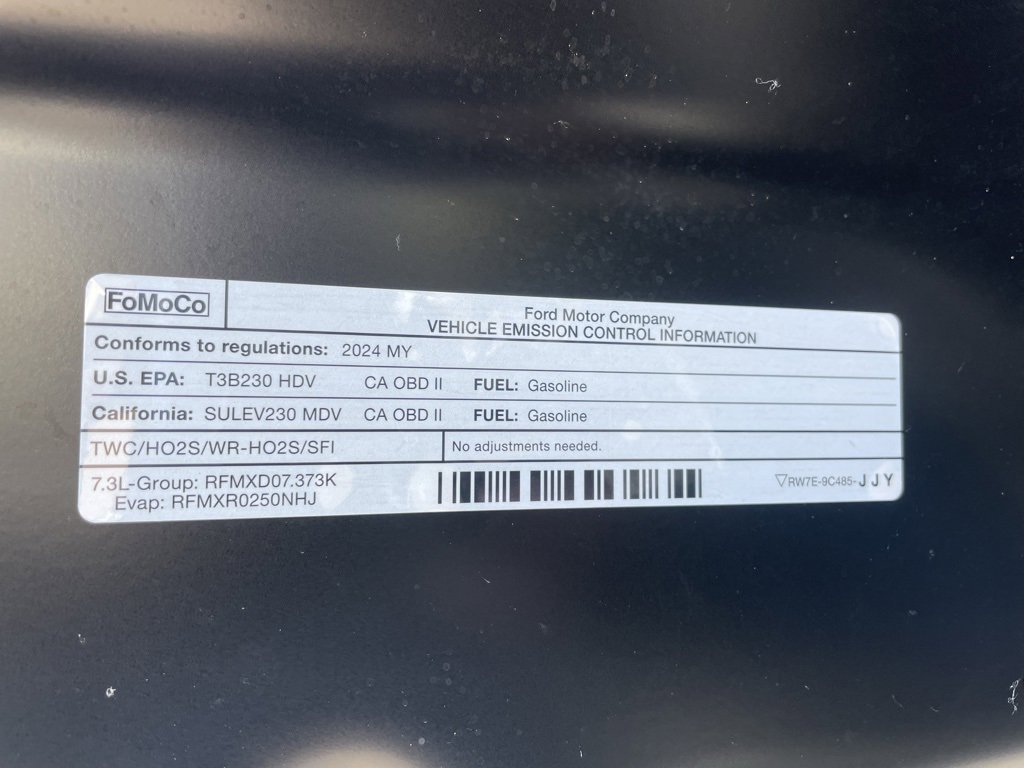 FoMoCo
Ford Motor Company
VEHICLE EMISSION CONTROL INFORMATION
Conforms to regulations: 2024 MY
U.S. EPA: T3B230 HDV CA OBD II FUEL: Gasoline
California: SULEV230 MDV CA OBD II FUEL: Gasoline
TWC/HO2S/WR-HO2S/SFI No adjustments needed.
7.3L-Group: RFMXD07.373K
Evap: RFMXR0250NHJ
▽RW7E-9C485-JJY